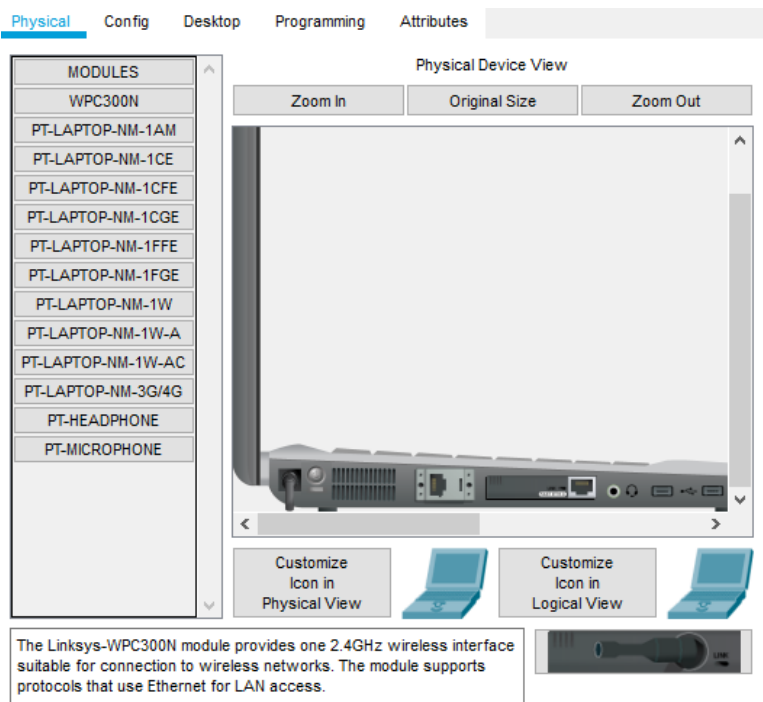 Physical Config Desktop Programming Attributes
MODULES
WPC300N
PT-LAPTOP-NM-1AM
PT-LAPTOP-NM-1CE
PT-LAPTOP-NM-1CFE
PT-LAPTOP-NM-1CGE
PT-LAPTOP-NM-1FFE
PT-LAPTOP-NM-1FGE
PT-LAPTOP-NM-1W
PT-LAPTOP-NM-1W-A
PT-LAPTOP-NM-1W-AC
PT-LAPTOP-NM-3G/4G
PT-HEADPHONE
PT-MICROPHONE
Physical Device View
Zoom In Original Size Zoom Out
Customize
Icon in
Physical View
Customize
Icon in
Logical View
The Linksys-WPC300N module provides one 2.4GHz wireless interface
suitable for connection to wireless networks. The module supports
protocols that use Ethernet for LAN access.
LINK